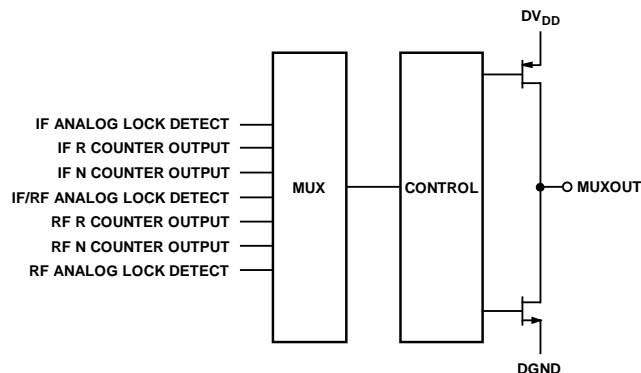 DVDD
IF ANALOG LOCK DETECT
IF R COUNTER OUTPUT
IF N COUNTER OUTPUT
IF/RF ANALOG LOCK DETECT
RF R COUNTER OUTPUT
RF N COUNTER OUTPUT
RF ANALOG LOCK DETECT
MUX
CONTROL
MUXOUT
DGND